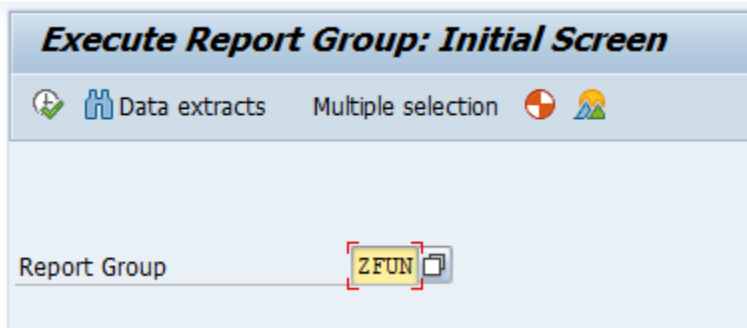 Execute Report Group: Initial Screen
Data extracts Multiple selection
Report Group ZFUN